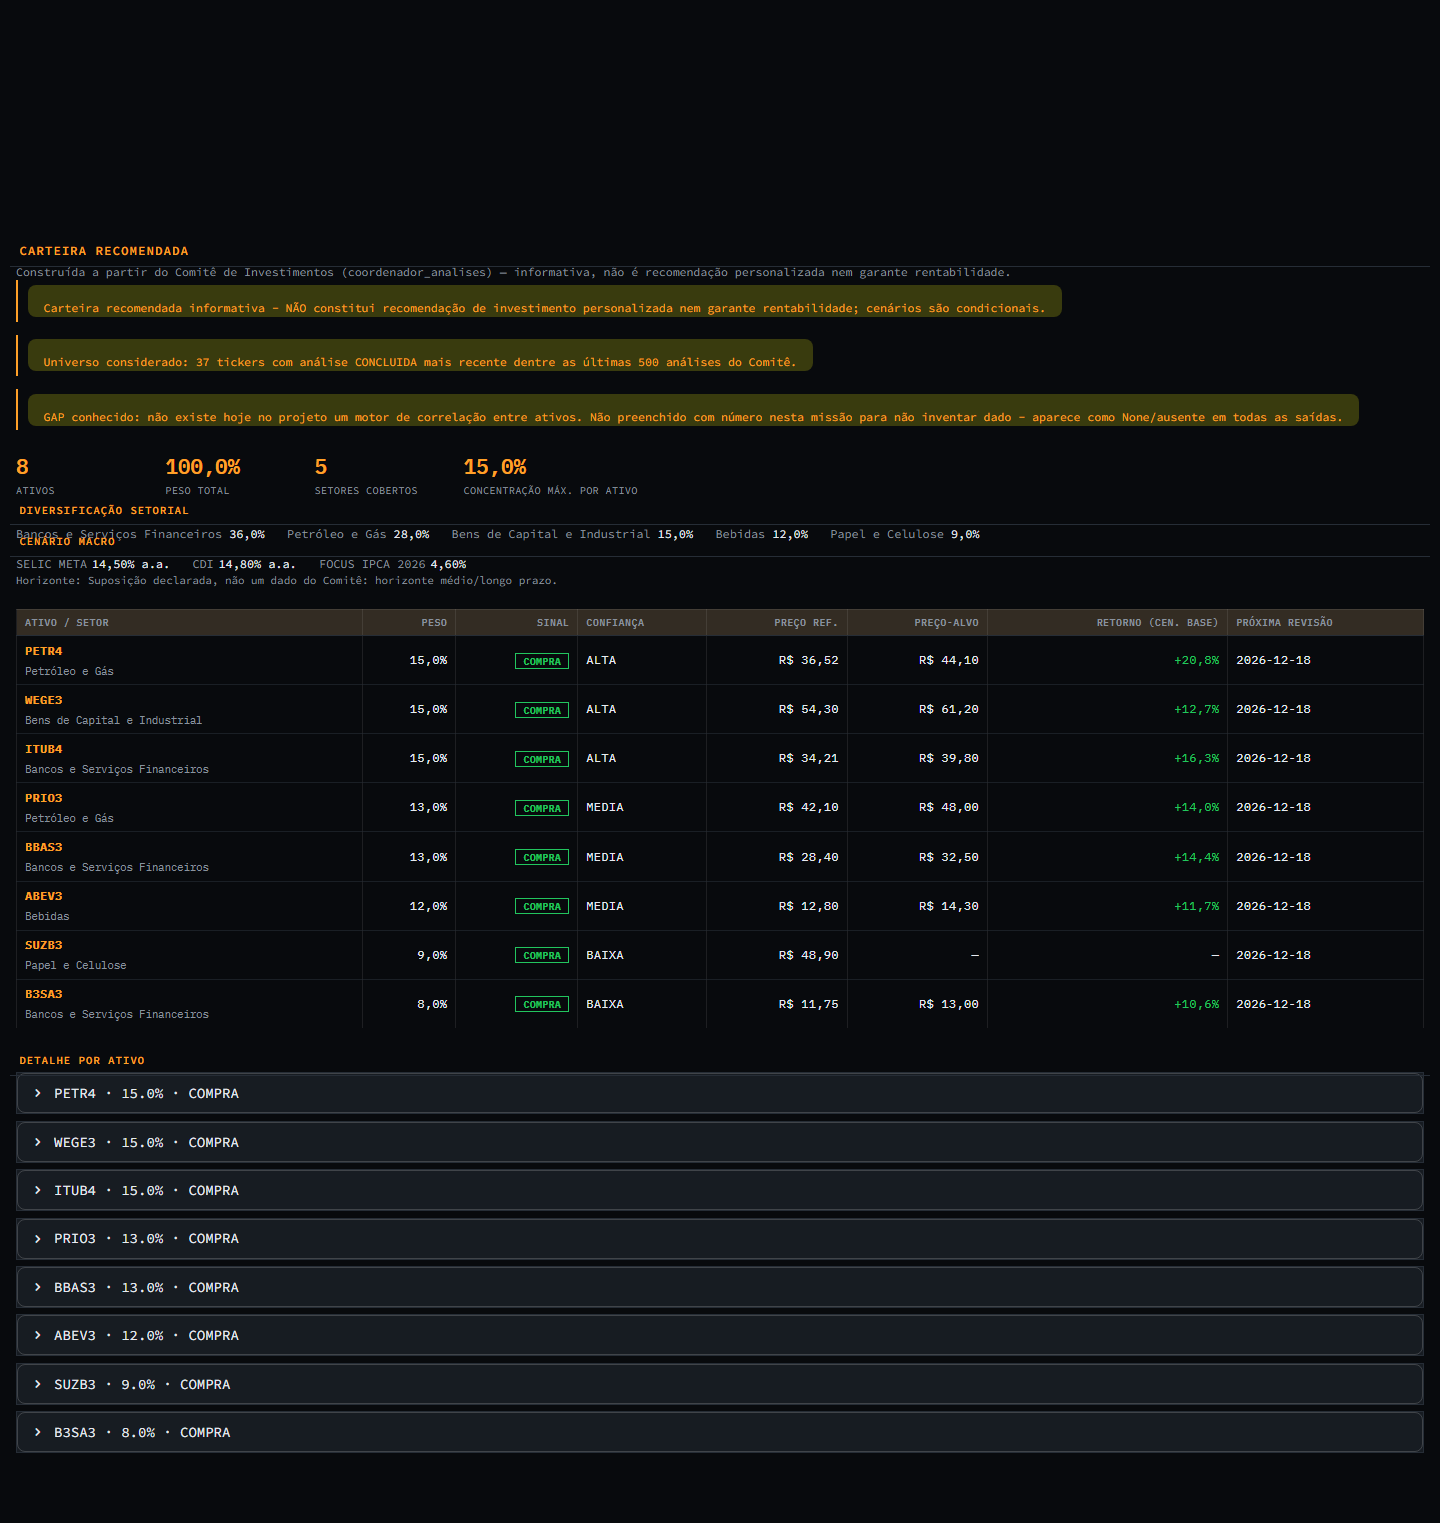 CARTEIRA RECOMENDADA
Construída a partir do Comitê de Investimentos (coordenador_analises) — informativa, não é recomendação personalizada nem garante rentabilidade.
Carteira recomendada informativa - NÃO constitui recomendação de investimento personalizada nem garante rentabilidade; cenários são condicionais.
Universo considerado: 37 tickers com análise CONCLUIDA mais recente dentre as últimas 500 análises do Comitê.
GAP conhecido: não existe hoje no projeto um motor de correlação entre ativos. Não preenchido com número nesta missão para não inventar dado - aparece como None/ausente em todas as saídas.
8 100,0% 5 15,0%
ATIVOS PESO TOTAL SETORES COBERTOS CONCENTRAÇÃO MÁX. POR ATIVO
DIVERSIFICAÇÃO SETORIAL
Bancos e Serviços Financeiros 36,0% Petróleo e Gás 28,0% Bens de Capital e Industrial 15,0% Bebidas 12,0% Papel e Celulose 9,0%
CENÁRIO MACRO
SELIC META 14,50% a.a. CDI 14,80% a.a. FOCUS IPCA 2026 4,60%
Horizonte: Suposição declarada, não um dado do Comitê: horizonte médio/longo prazo.
ATIVO / SETOR PESO SINAL CONFIANÇA PREÇO REF. PREÇO-ALVO RETORNO (CEN. BASE) PRÓXIMA REVISÃO
PETR4
Petróleo e Gás 15,0% COMPRA ALTA R$ 36,52 R$ 44,10 +20,8% 2026-12-18
WEGE3
Bens de Capital e Industrial 15,0% COMPRA ALTA R$ 54,30 R$ 61,20 +12,7% 2026-12-18
ITUB4
Bancos e Serviços Financeiros 15,0% COMPRA ALTA R$ 34,21 R$ 39,80 +16,3% 2026-12-18
PRIO3
Petróleo e Gás 13,0% COMPRA MEDIA R$ 42,10 R$ 48,00 +14,0% 2026-12-18
BBAS3
Bancos e Serviços Financeiros 13,0% COMPRA MEDIA R$ 28,40 R$ 32,50 +14,4% 2026-12-18
ABEV3
Bebidas 12,0% COMPRA MEDIA R$ 12,80 R$ 14,30 +11,7% 2026-12-18
SUZB3
Papel e Celulose 9,0% COMPRA BAIXA R$ 48,90 — — 2026-12-18
B3SA3
Bancos e Serviços Financeiros 8,0% COMPRA BAIXA R$ 11,75 R$ 13,00 +10,6% 2026-12-18
DETALHE POR ATIVO
PETR4 · 15.0% · COMPRA
WEGE3 · 15.0% · COMPRA
ITUB4 · 15.0% · COMPRA
PRIO3 · 13.0% · COMPRA
BBAS3 · 13.0% · COMPRA
ABEV3 · 12.0% · COMPRA
SUZB3 · 9.0% · COMPRA
B3SA3 · 8.0% · COMPRA